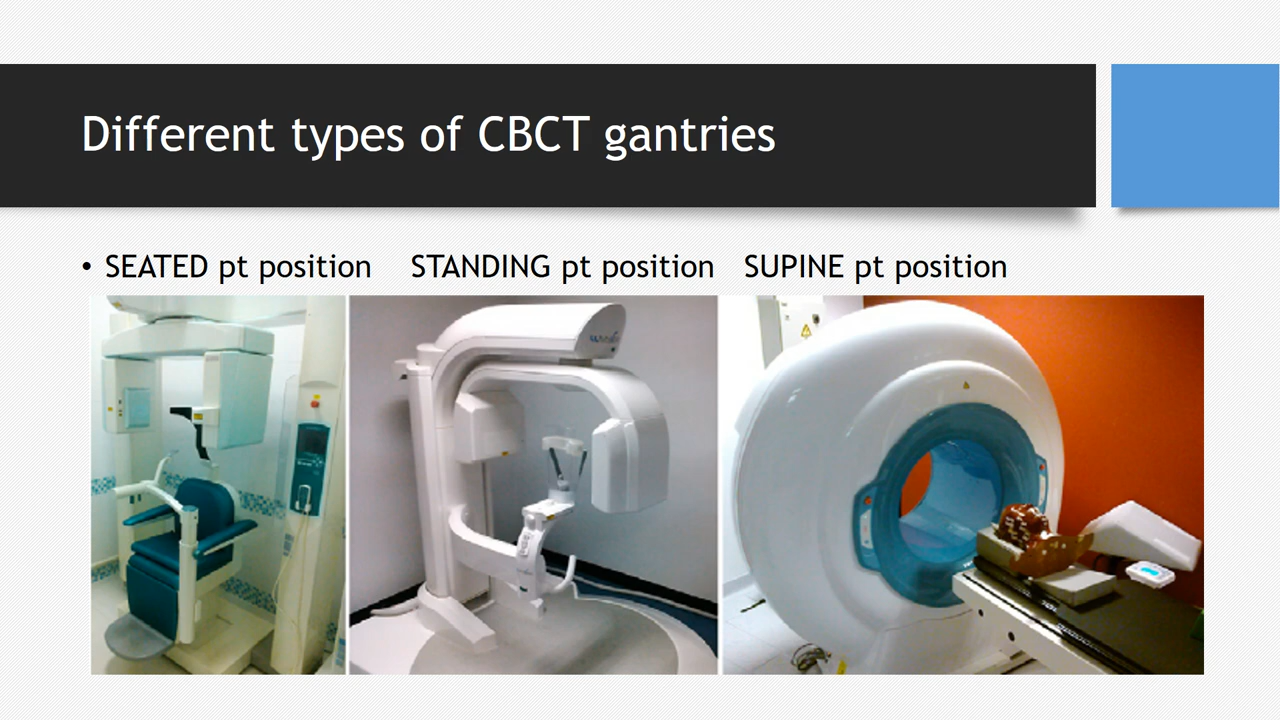 Different types of CBCT gantries
• SEATED pt position STANDING pt position SUPINE pt position